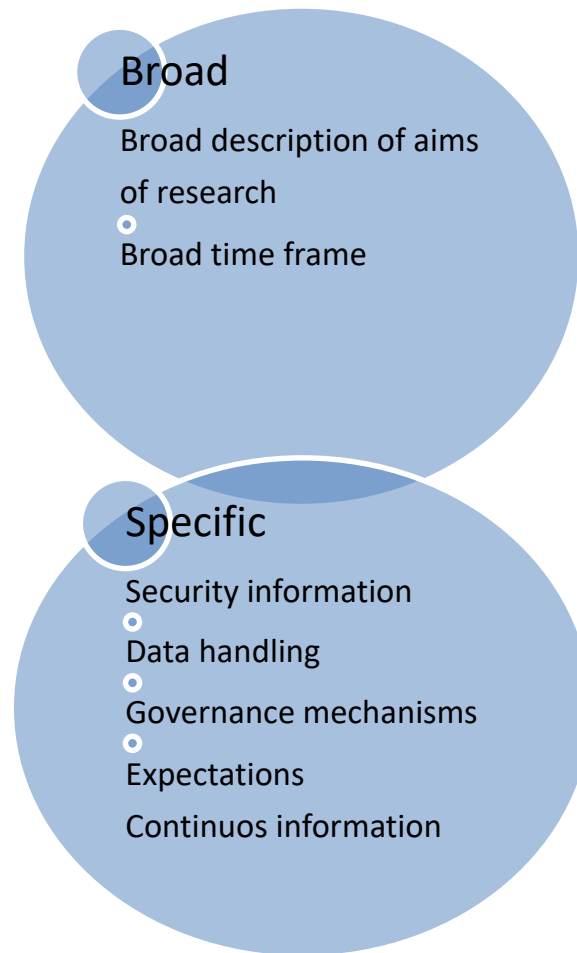 Broad
Broad description of aims
of research
Broad time frame
Specific
Security information
Data handling
Governance mechanisms
Expectations
Continuos information